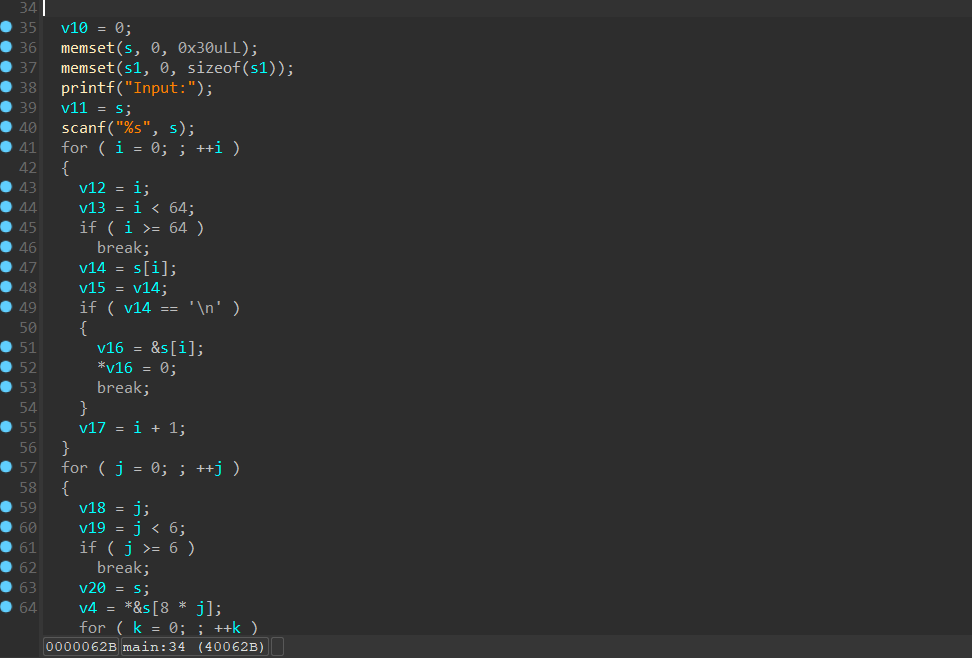 34
35 v10 = 0;
36 memset(s, 0, 0x30uLL);
37 memset(s1, 0, sizeof(s1));
38 printf("Input:");
39 v11 = s;
40 scanf("%s", s);
41 for ( i = 0; ; ++i )
42 {
43 v12 = i;
44 v13 = i < 64;
45 if ( i >= 64 )
46 break;
47 v14 = s[i];
48 v15 = v14;
49 if ( v14 == '\n' )
50 {
51 v16 = &s[i];
52 *v16 = 0;
53 break;
54 }
55 v17 = i + 1;
56 }
57 for ( j = 0; ; ++j )
58 {
59 v18 = j;
60 v19 = j < 6;
61 if ( j >= 6 )
62 break;
63 v20 = s;
64 v4 = *&s[8 * j];
for ( k = 0; ; ++k )
0000062B main:34 (40062B)